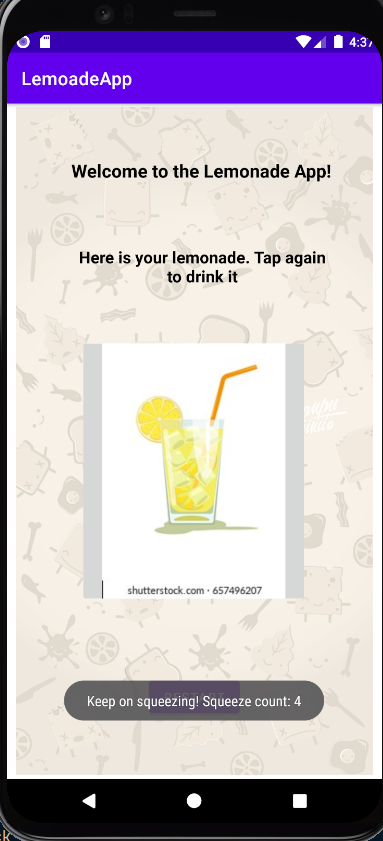 4:37
LemoadeApp
Welcome to the Lemonade App!
Here is your lemonade. Tap again
to drink it
shutterstock.com · 657496207
Keep on squeezing! Squeeze count: 4